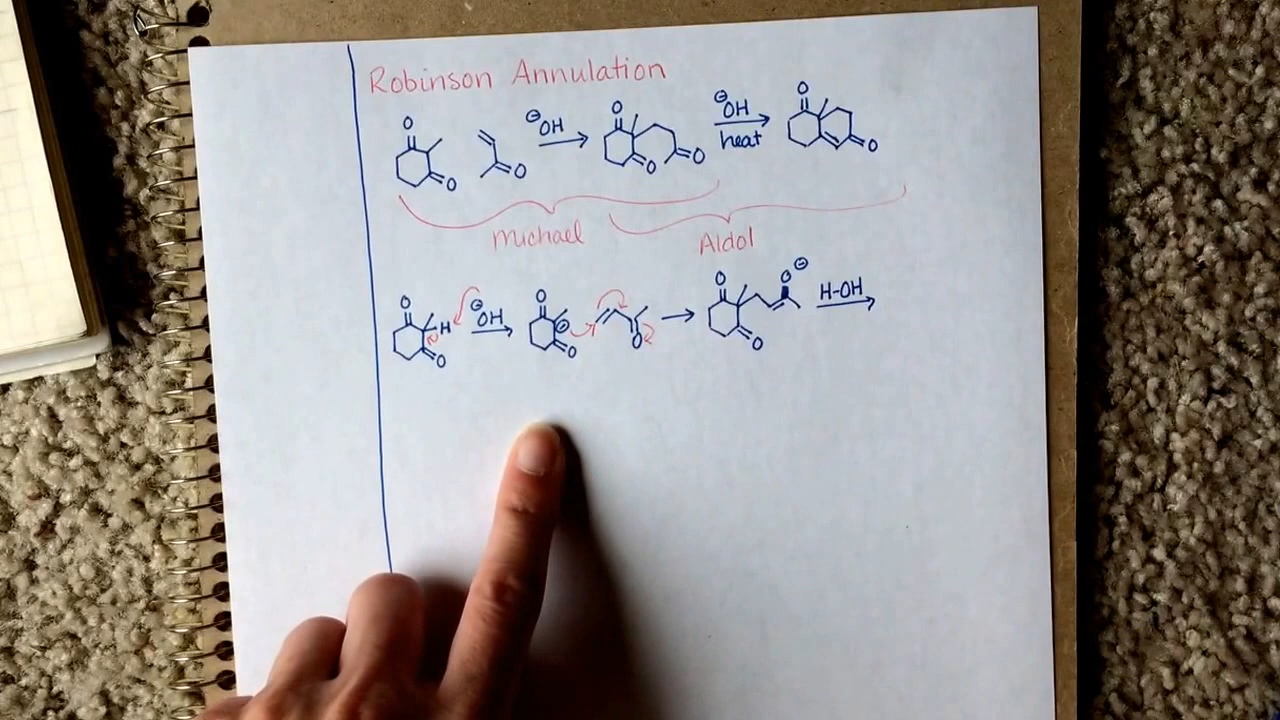 Robinson Annulation
O O O ⊖OH O O O ⊖OH heat O O
Michael Aldol
O H O ⊖OH O ⊖ O O O O O ⊖ H-OH